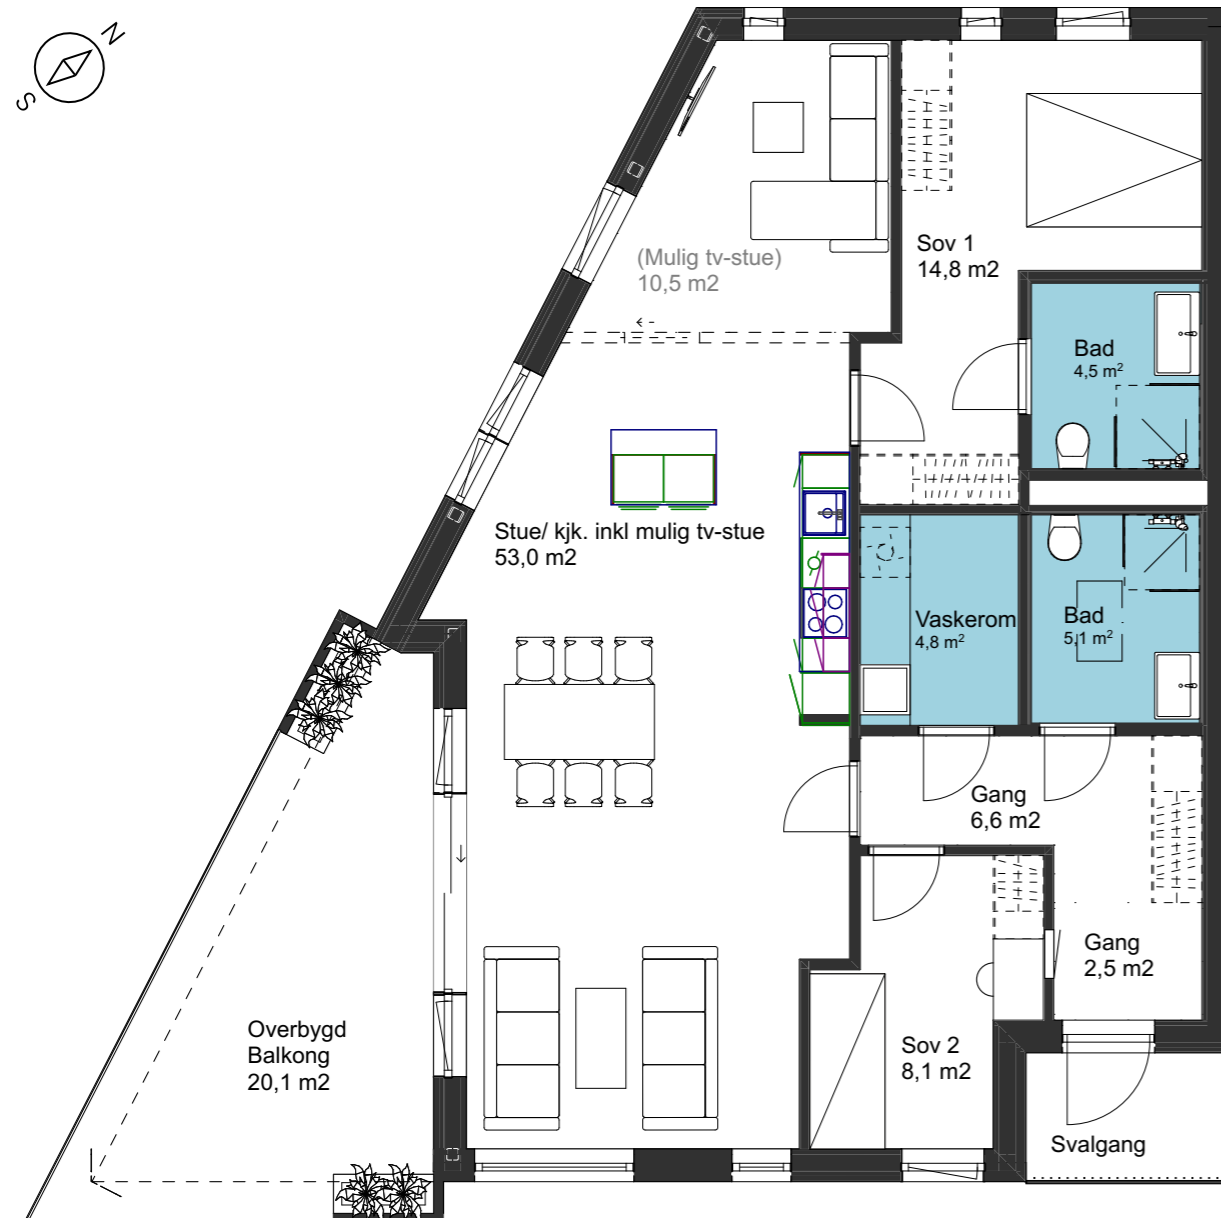 N
S
(Mulig tv-stue)
10,5 m2
Sov 1
14,8 m2
Bad
4,5 m²
Stue/ kjk. inkl mulig tv-stue
53,0 m2
Vaskerom
4,8 m²
Bad
5,1 m²
Gang
6,6 m2
Gang
2,5 m2
Overbygd
Balkong
20,1 m2
Sov 2
8,1 m2
Svalgang